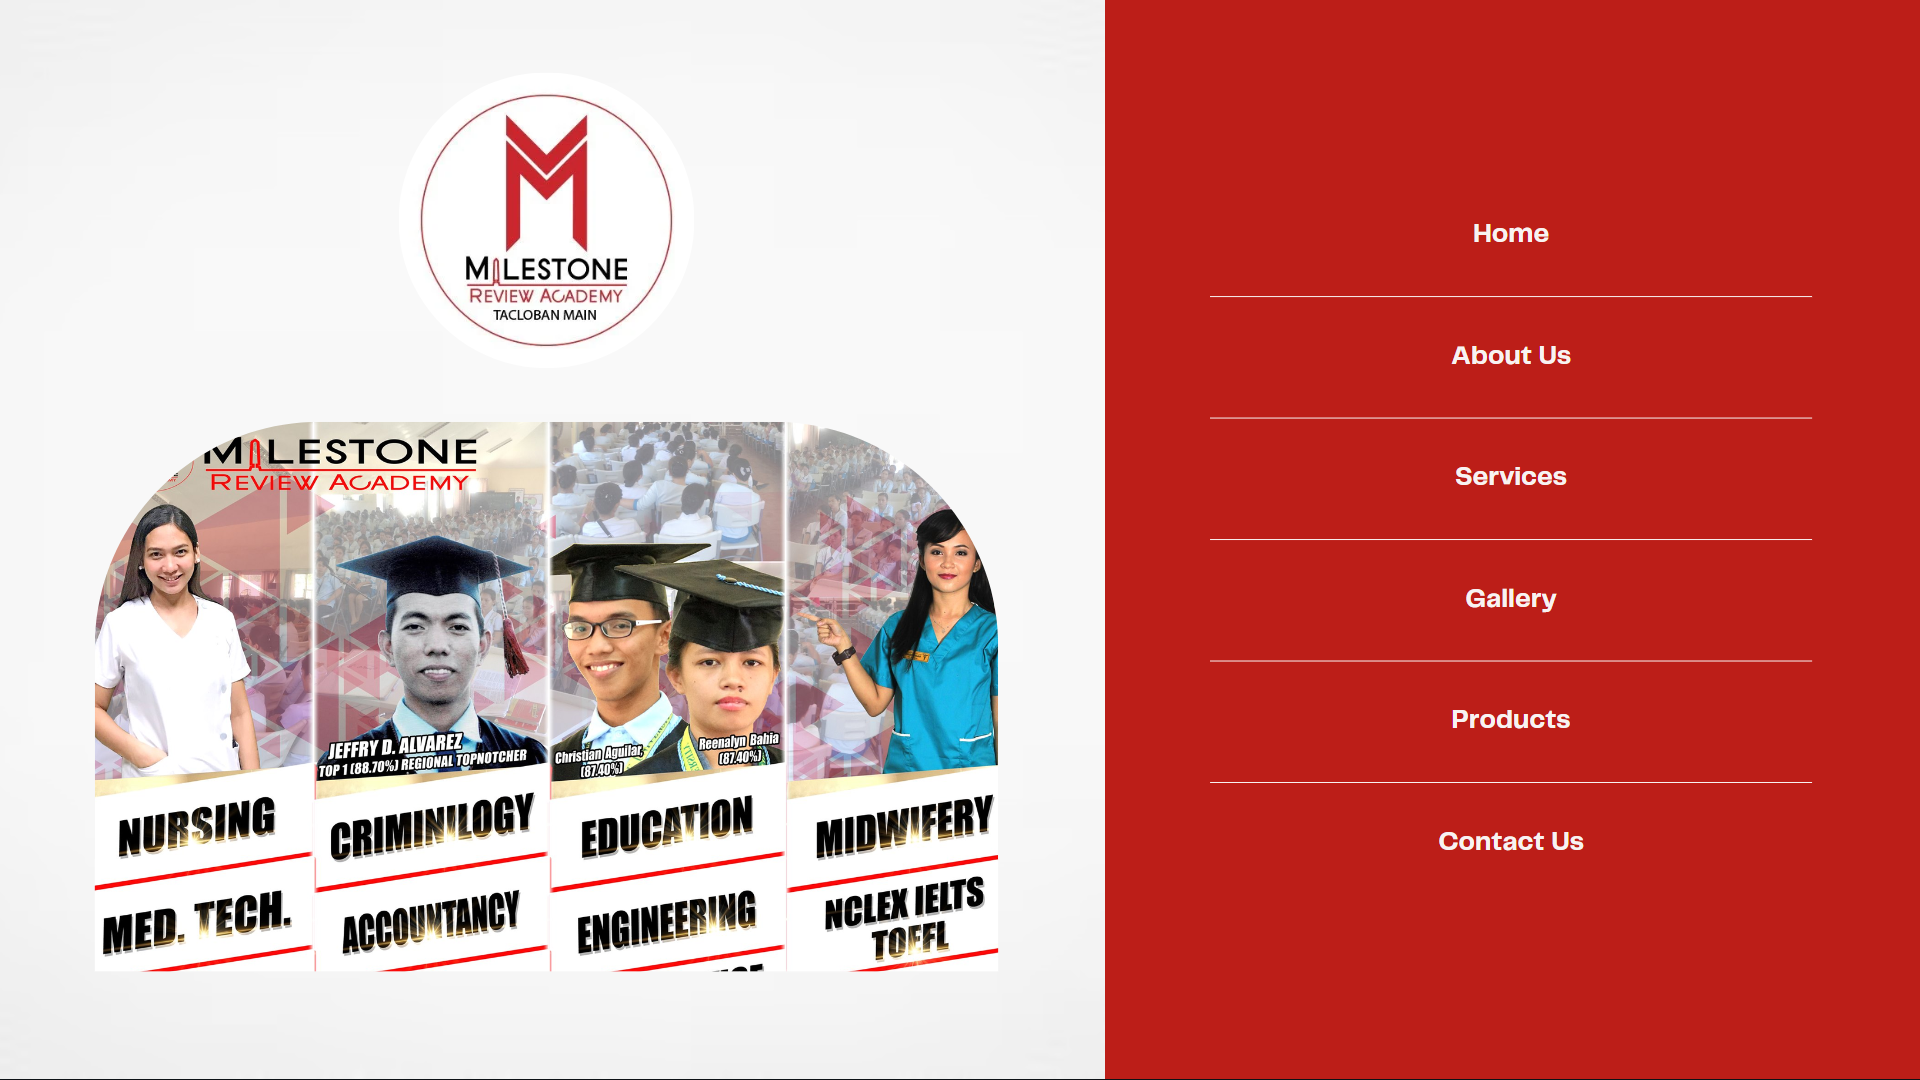 MILESTONE
REVIEW ACADEMY
TACLOBAN MAIN
MILESTONE
REVIEW ACADEMY
JEFFRY D. ALVAREZ
TOP 1 (88.70%) REGIONAL TOPNOTCHER
Christian Aguilar,
(87.40%)
Reenalyn Bahia
(87.40%)
NURSING
CRIMINILOGY
EDUCATION
MIDWIFERY
MED. TECH.
ACCOUNTANCY
ENGINEERING
NCLEX IELTS
TOEFL
Home
About Us
Services
Gallery
Products
Contact Us